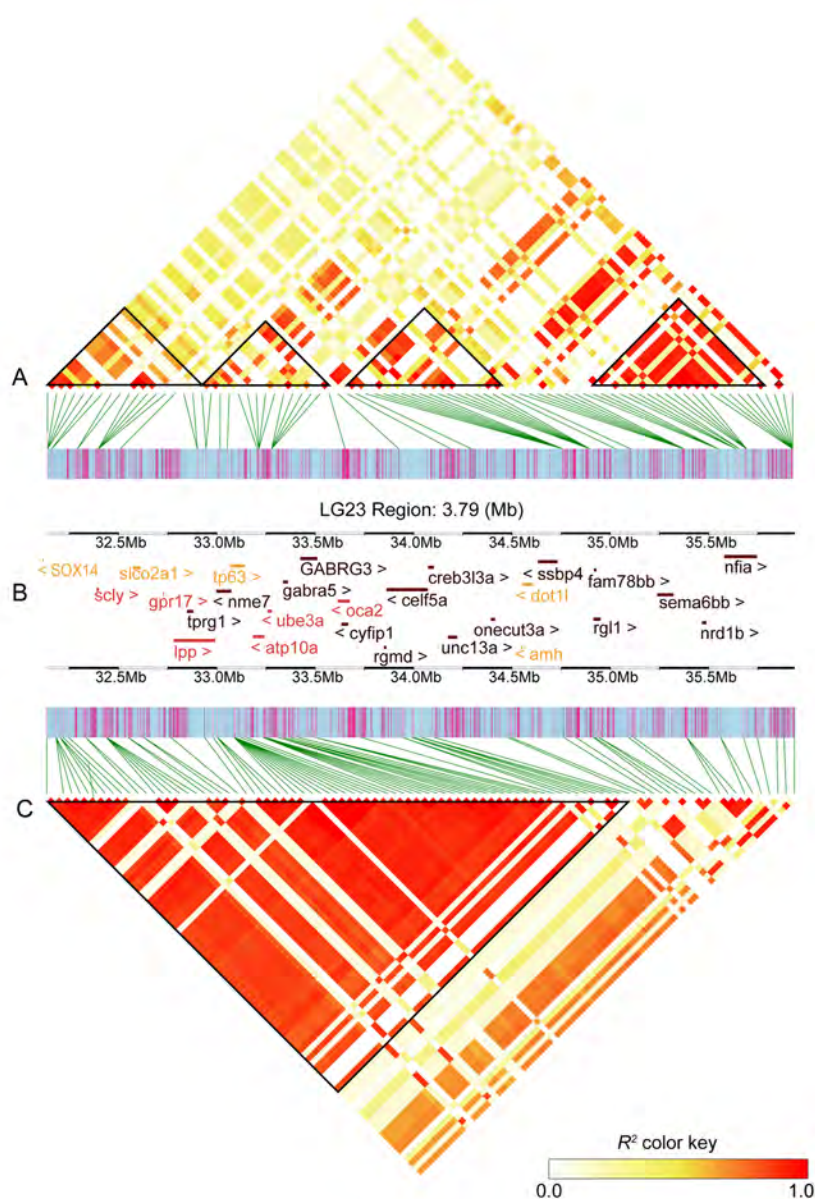 A
LG23 Region: 3.79 (Mb)
32.5Mb 33.0Mb 33.5Mb 34.0Mb 34.5Mb 35.0Mb 35.5Mb
B
< SOX14 slco2a1 > tp63 > GABRG3 > creb3l3a > < ssbp4 fam78bb > nfia >
scly > gpr17 > < nme7 gabra5 > < oca2 < celf5a < dot1l sema6bb >
tprg1 > < ube3a < cyfip1 onecut3a > rgl1 > nrd1b >
lpp > < atp10a rgmd > unc13a > < amh
32.5Mb 33.0Mb 33.5Mb 34.0Mb 34.5Mb 35.0Mb 35.5Mb
C
R² color key
0.0 1.0